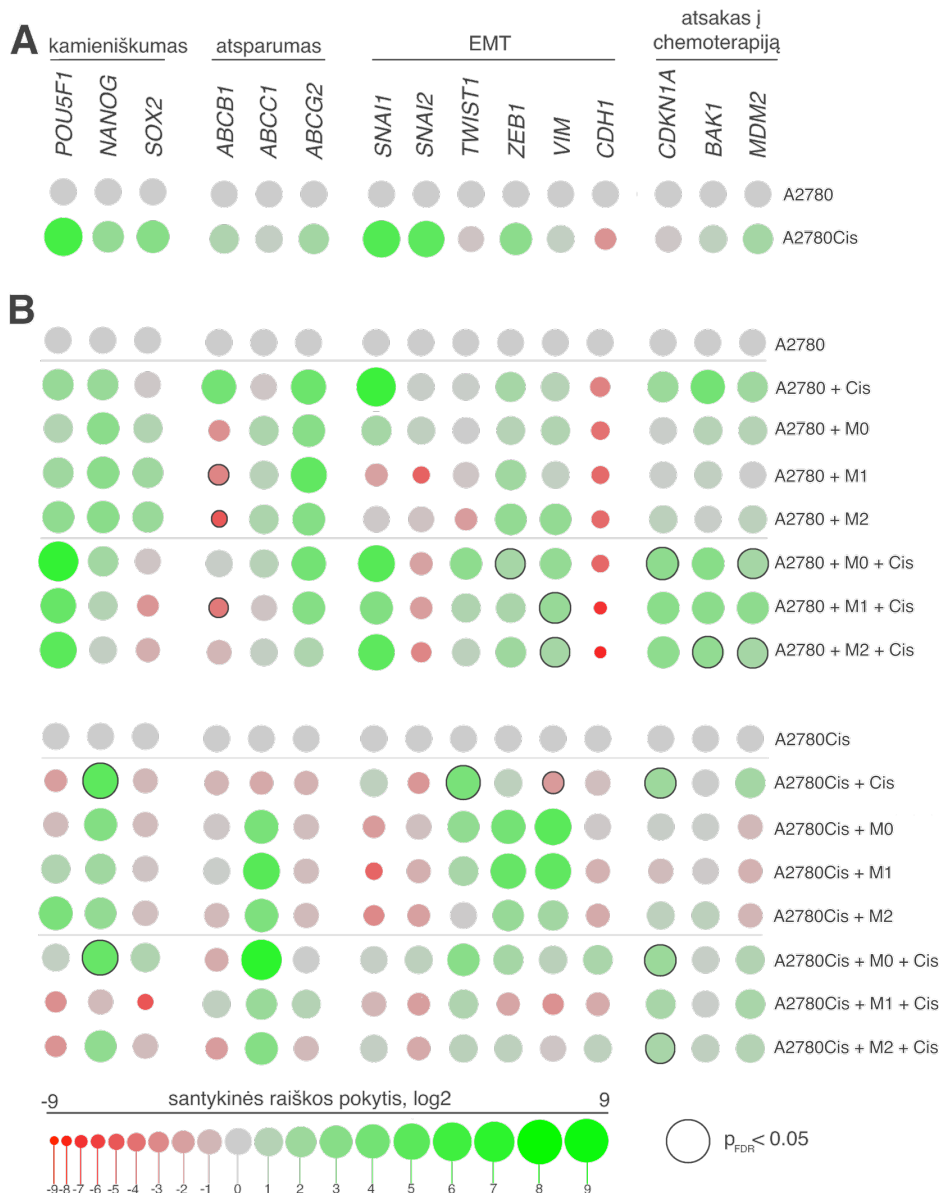 A
kamieniškumas atsparumas EMT atsakas į chemoterapiją
POU5F1 NANOG SOX2 ABCB1 ABCC1 ABCG2 SNAI1 SNAI2 TWIST1 ZEB1 VIM CDH1 CDKN1A BAK1 MDM2
A2780
A2780Cis
B
A2780
A2780 + Cis
A2780 + M0
A2780 + M1
A2780 + M2
A2780 + M0 + Cis
A2780 + M1 + Cis
A2780 + M2 + Cis
A2780Cis
A2780Cis + Cis
A2780Cis + M0
A2780Cis + M1
A2780Cis + M2
A2780Cis + M0 + Cis
A2780Cis + M1 + Cis
A2780Cis + M2 + Cis
-9 santykinės raiškos pokytis, log2 9
pFDR < 0.05
-9 -8 -7 -6 -5 -4 -3 -2 -1 0 1 2 3 4 5 6 7 8 9